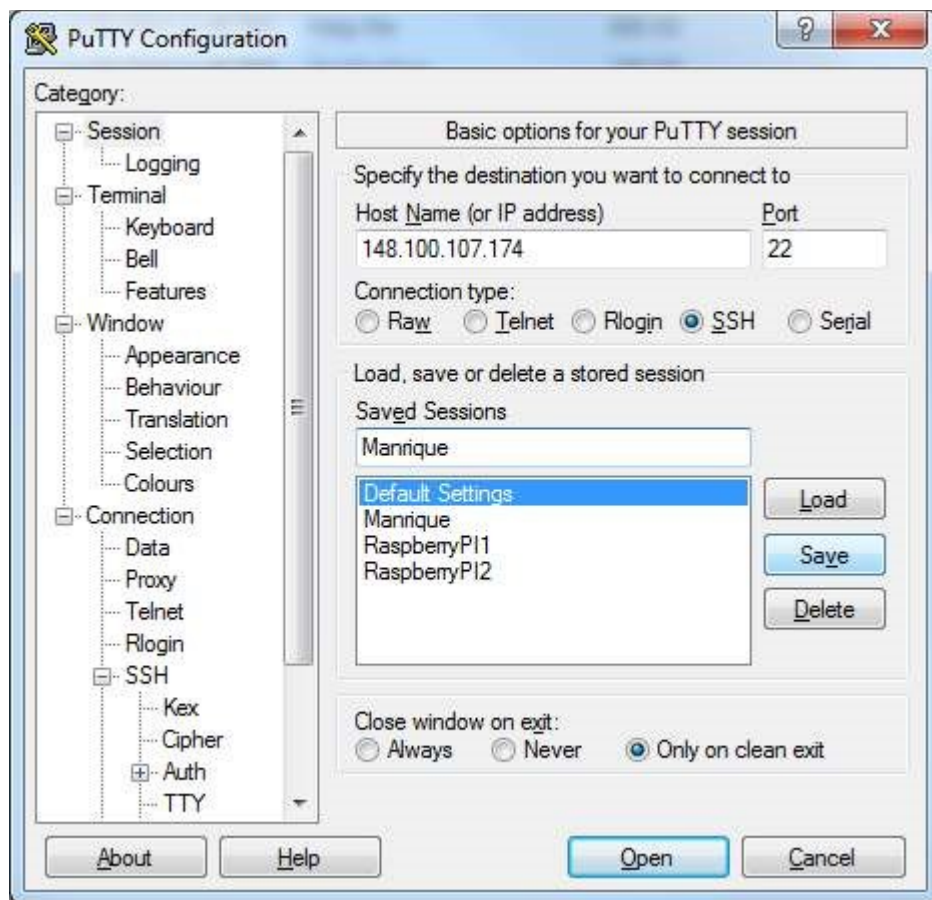 PuTTY Configuration
Category:
Session
Logging
Terminal
Keyboard
Bell
Features
Window
Appearance
Behaviour
Translation
Selection
Colours
Connection
Data
Proxy
Telnet
Rlogin
SSH
Kex
Cipher
Auth
TTY
Basic options for your PuTTY session
Specify the destination you want to connect to
Host Name (or IP address) Port
148.100.107.174 22
Connection type:
Raw Telnet Rlogin SSH Serial
Load, save or delete a stored session
Saved Sessions
Manrique
Default Settings
Manrique
RaspberryPI1
RaspberryPI2
Load
Save
Delete
Close window on exit:
Always Never Only on clean exit
About Help Open Cancel